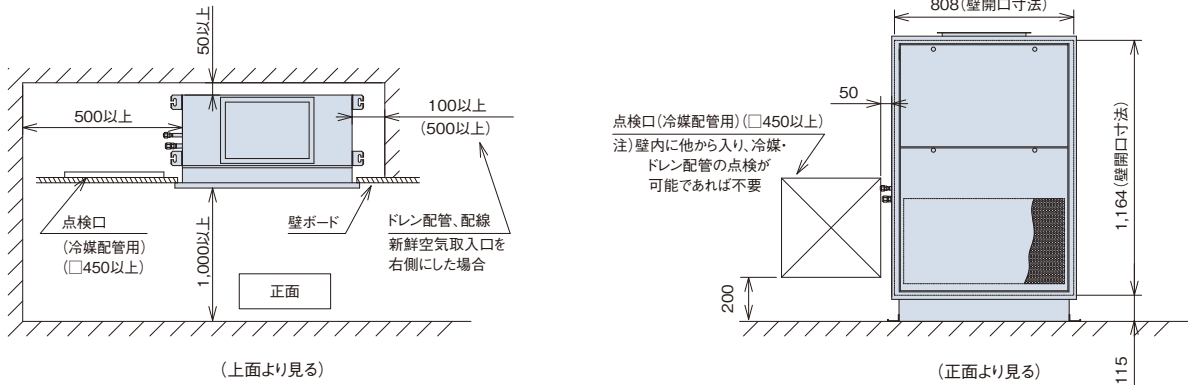 50以上
500以上
100以上
(500以上)
点検口
(冷媒配管用)
(□450以上)
1,000以上
壁ボード
ドレン配管、配線
新鮮空気取入口を
右側にした場合
正面
(上面より見る)
808(壁開口寸法)
50
点検口(冷媒配管用)(□450以上)
注)壁内に他から入り、冷媒・
ドレン配管の点検が
可能であれば不要
1,164(壁開口寸法)
200
115
(正面より見る)